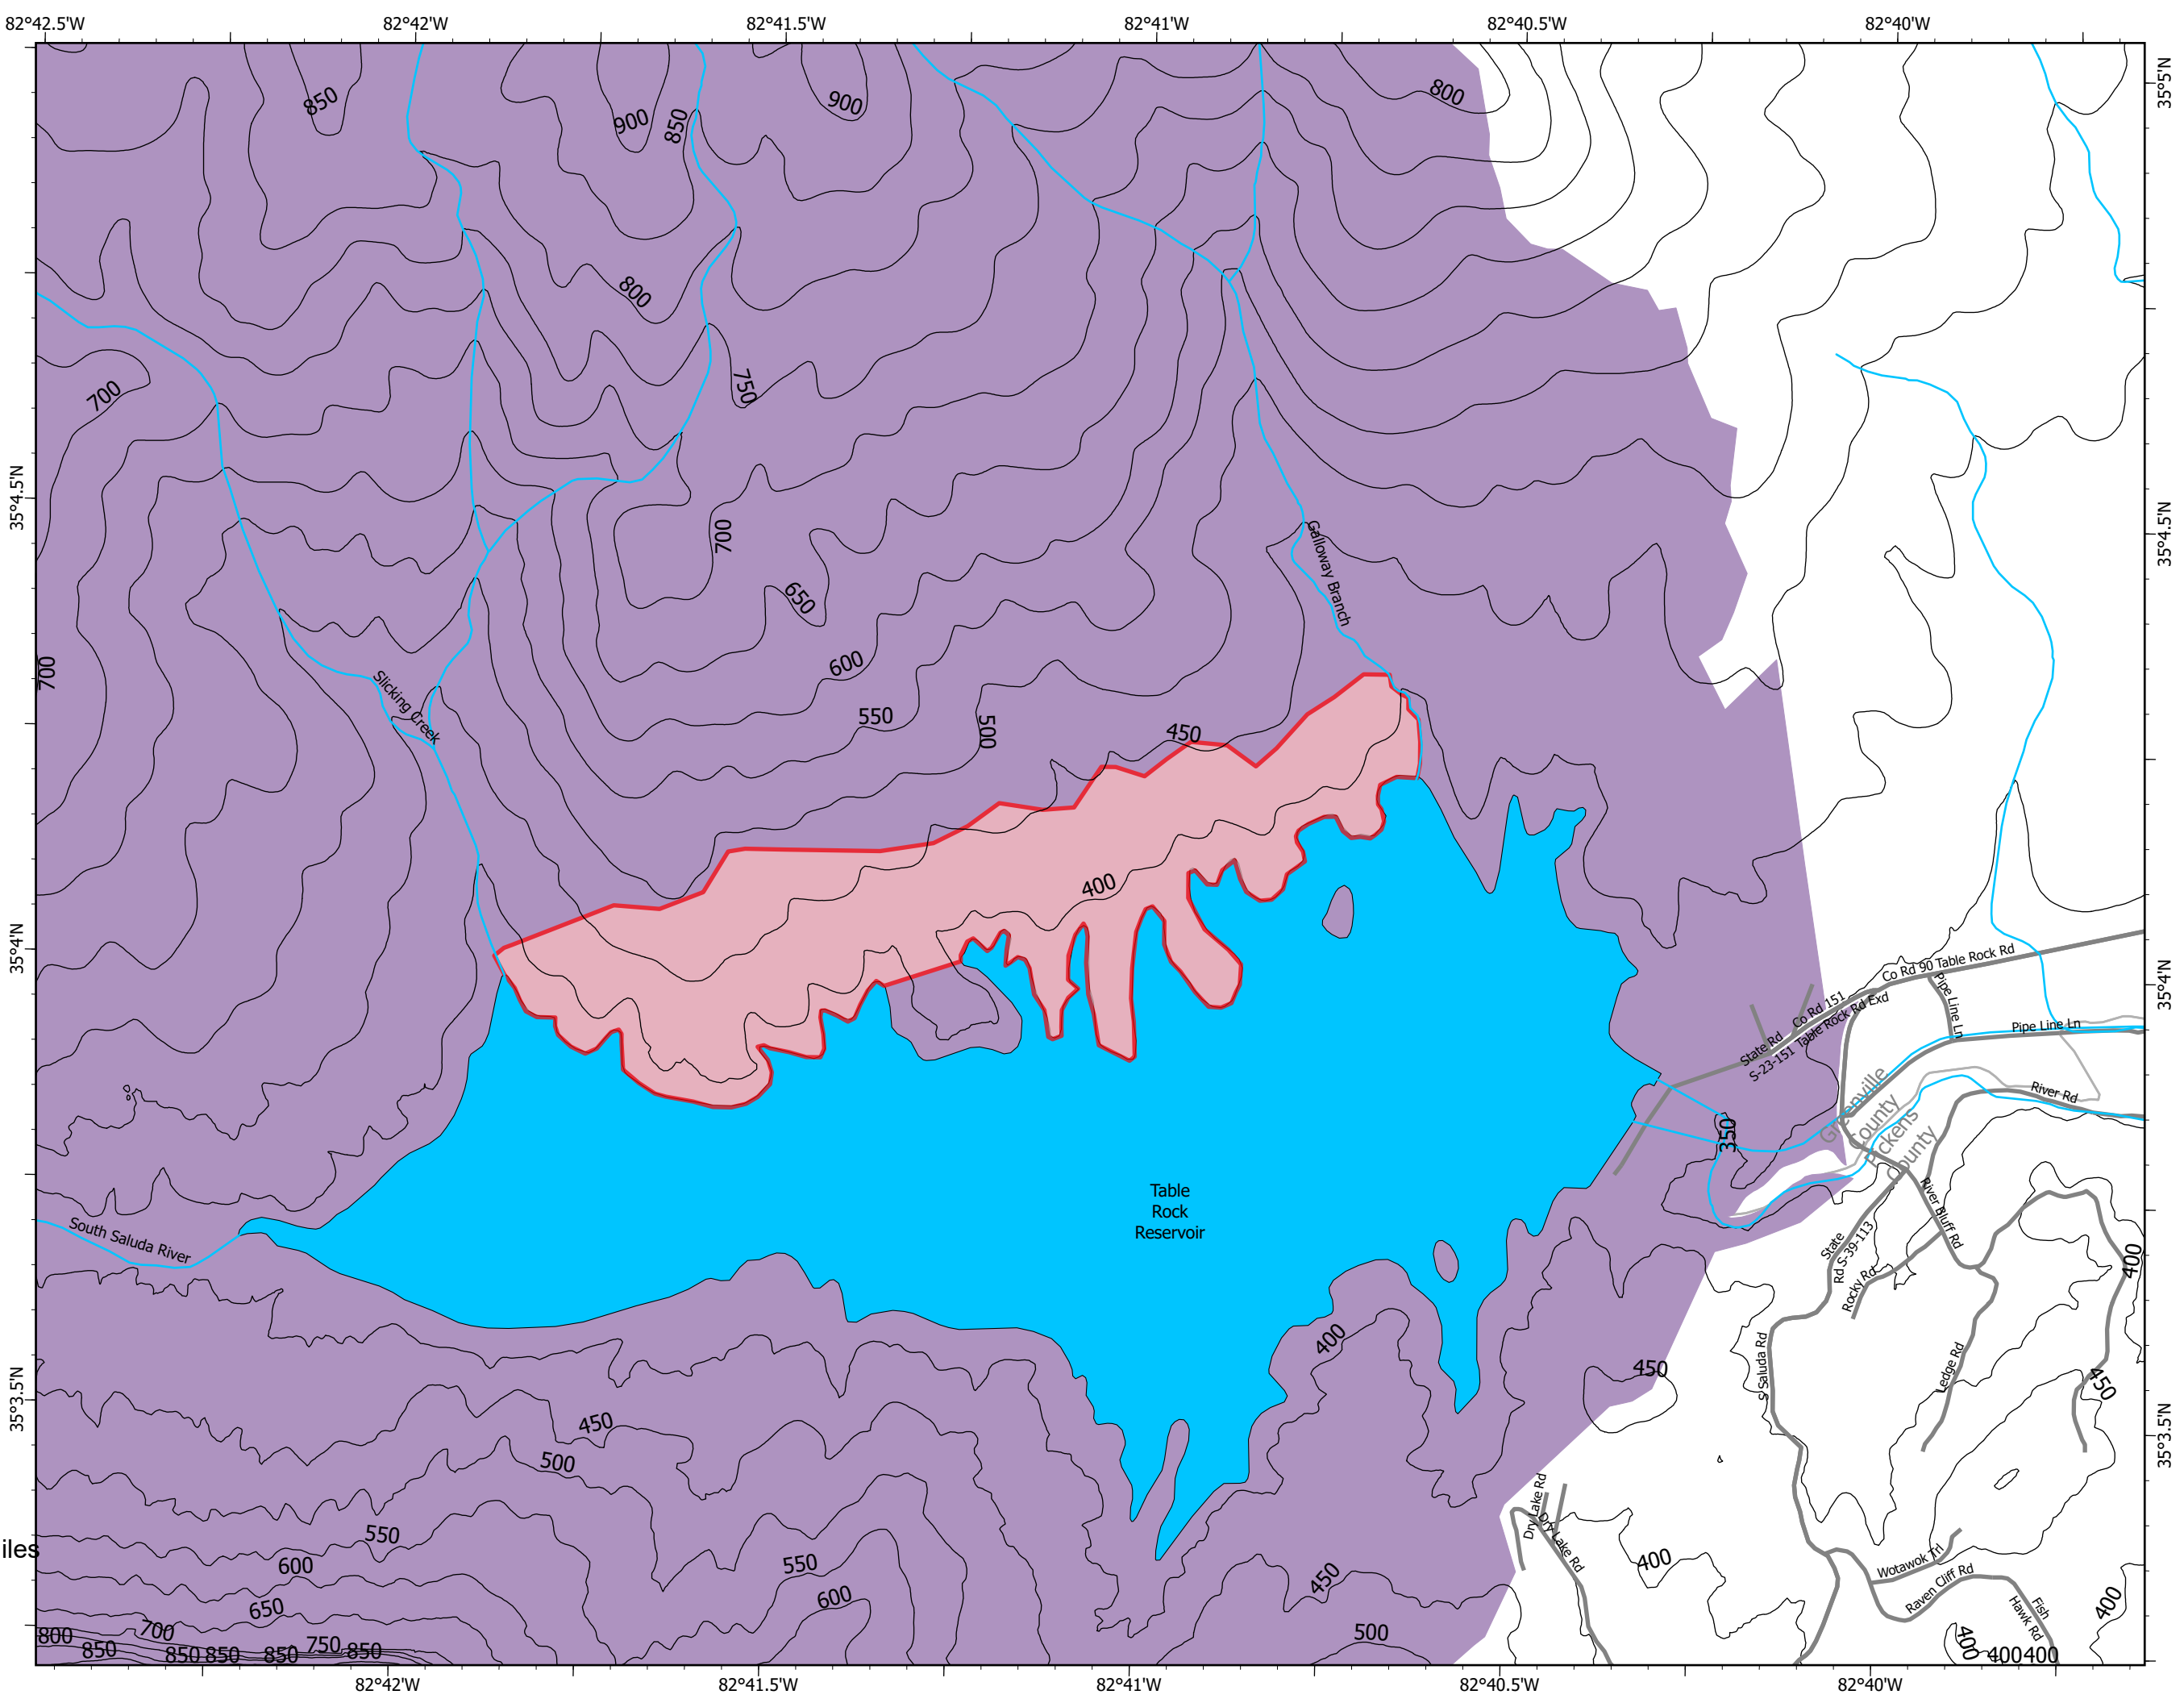 82°42.5'W
82°42'W
82°41.5'W
82°41'W
82°40.5'W
82°40'W
35°5'N
850
900
850
900
800
800
700
750
35°4.5'N
35°4.5'N
700
Galloway Branch
650
600
700
Slicking Creek
550
500
450
400
35°4'N
35°4'N
Co Rd 90 Table Rock Rd
Pipe Line Ln
Co Rd 151
State Rd
S-23-151 Table Rock Rd Exd
Pipe Line Ln
River Rd
Greenville
County
Pickens
County
350
Table
Rock
Reservoir
South Saluda River
River Bluff Rd
State
Rd S-39-113
Rocky Rd
400
400
S Saluda Rd
Ledge Rd
450
450
35°3.5'N
35°3.5'N
450
500
Dry Lake Rd
Dry Lake Rd
550
iles
600
550
600
450
400
Wotawok Trl
Raven Cliff Rd
Fish
Hawk Rd
400
650
700
800
850
850
850
850
750
850
500
400
400
400
82°42'W
82°41.5'W
82°41'W
82°40.5'W
82°40'W